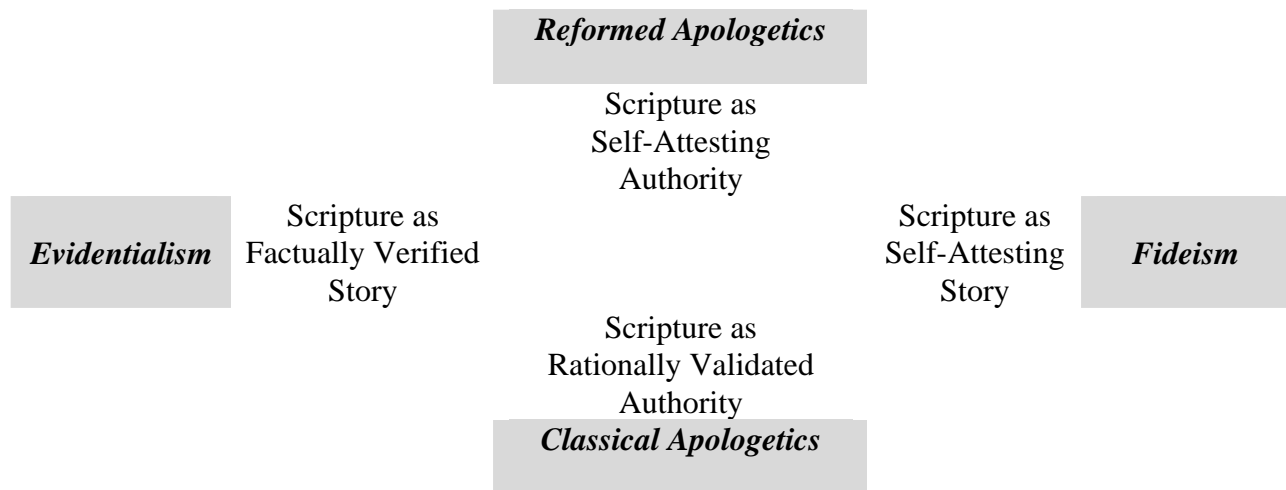 Reformed Apologetics
Scripture as
Self-Attesting
Authority
Evidentialism
Scripture as
Factually Verified
Story
Scripture as
Self-Attesting
Story
Fideism
Scripture as
Rationally Validated
Authority
Classical Apologetics